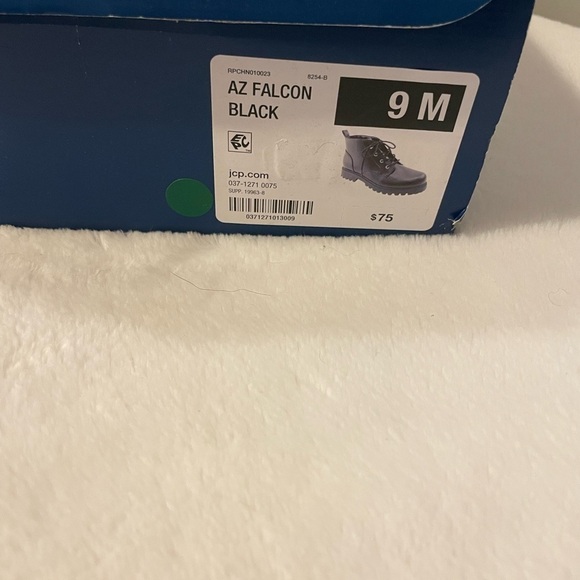 RPCHN010023 8254-B
AZ FALCON
BLACK
9 M
jcp.com
037-1271 0075
SUPP. 19963-8
0371271013009
$75